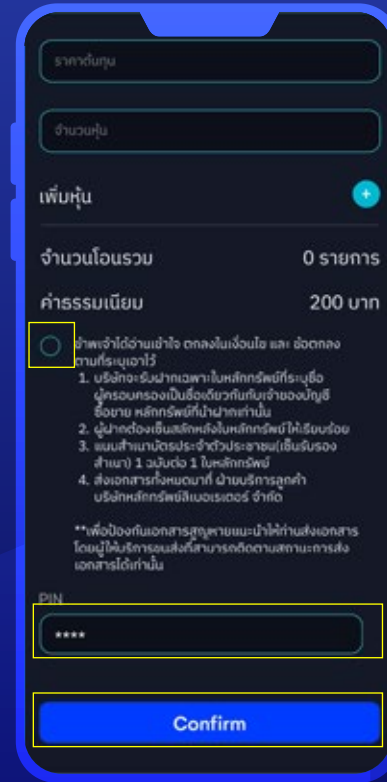 ราคาต้นทุน
จำนวนหุ้น
เพิ่มหุ้น +
จำนวนโอนรวม 0 รายการ
ค่าธรรมเนียม 200 บาท
ข้าพเจ้าได้อ่านเข้าใจ ตกลงในเงื่อนไข และ ข้อตกลง
ตามที่ระบุเอาไว้
1. บริษัทจะรับฝากเฉพาะใบหลักทรัพย์ที่ระบุชื่อ
ผู้ครอบครองเป็นชื่อเดียวกันกับเจ้าของบัญชี
ซื้อขาย หลักทรัพย์ที่นำฝากเท่านั้น
2. ผู้ฝากต้องเซ็นสลักหลังใบหลักทรัพย์ให้เรียบร้อย
3. แนบสำเนาบัตรประจำตัวประชาชน(เซ็นรับรอง
สำเนา) 1 ฉบับต่อ 1 ใบหลักทรัพย์
4. ส่งเอกสารทั้งหมดมาที่ ฝ่ายบริการลูกค้า
บริษัทหลักทรัพย์ลิเบอเรเตอร์ จำกัด
**เพื่อป้องกันเอกสารสูญหายแนะนำให้ท่านส่งเอกสาร
โดยผู้ให้บริการขนส่งที่สามารถติดตามสถานะการส่ง
เอกสารได้เท่านั้น
PIN
****
Confirm